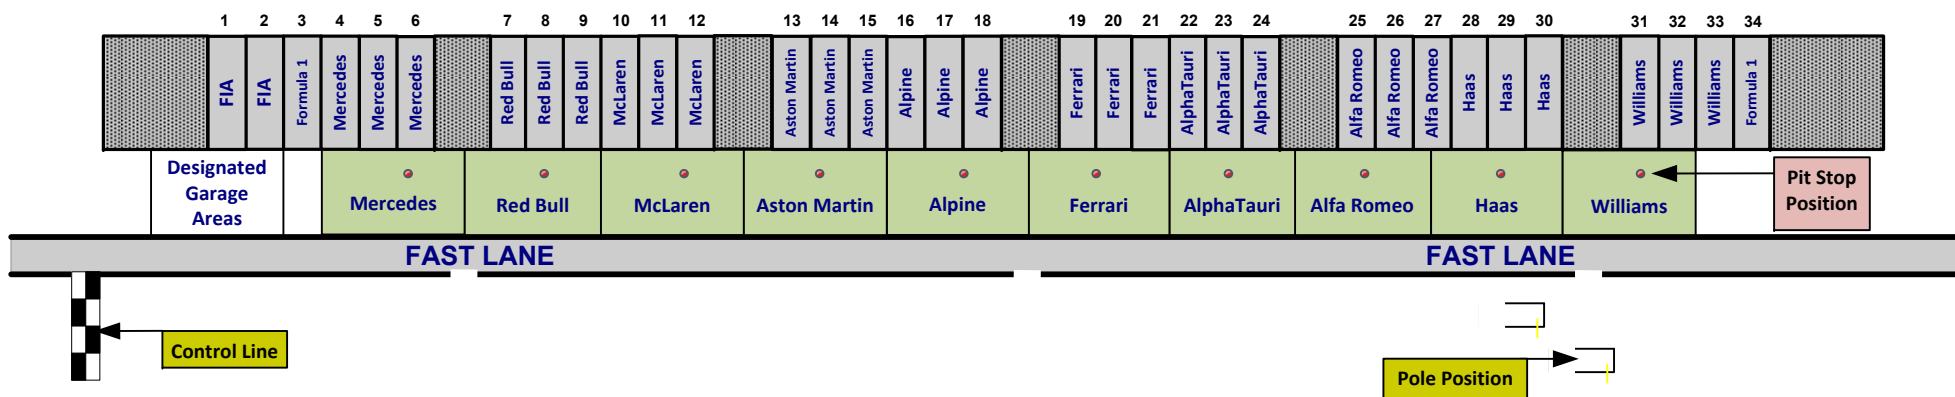 1 2 3 4 5 6 7 8 9 10 11 12 13 14 15 16 17 18 19 20 21 22 23 24 25 26 27 28 29 30 31 32 33 34
FIA FIA Formula 1 Mercedes Mercedes Mercedes Red Bull Red Bull Red Bull McLaren McLaren McLaren Aston Martin Aston Martin Aston Martin Alpine Alpine Alpine Ferrari Ferrari Ferrari AlphaTauri AlphaTauri AlphaTauri Alfa Romeo Alfa Romeo Alfa Romeo Haas Haas Haas Williams Williams Williams Formula 1
Designated
Garage
Areas
Mercedes Red Bull McLaren Aston Martin Alpine Ferrari AlphaTauri Alfa Romeo Haas Williams
Pit Stop
Position
FAST LANE FAST LANE
Control Line
Pole Position